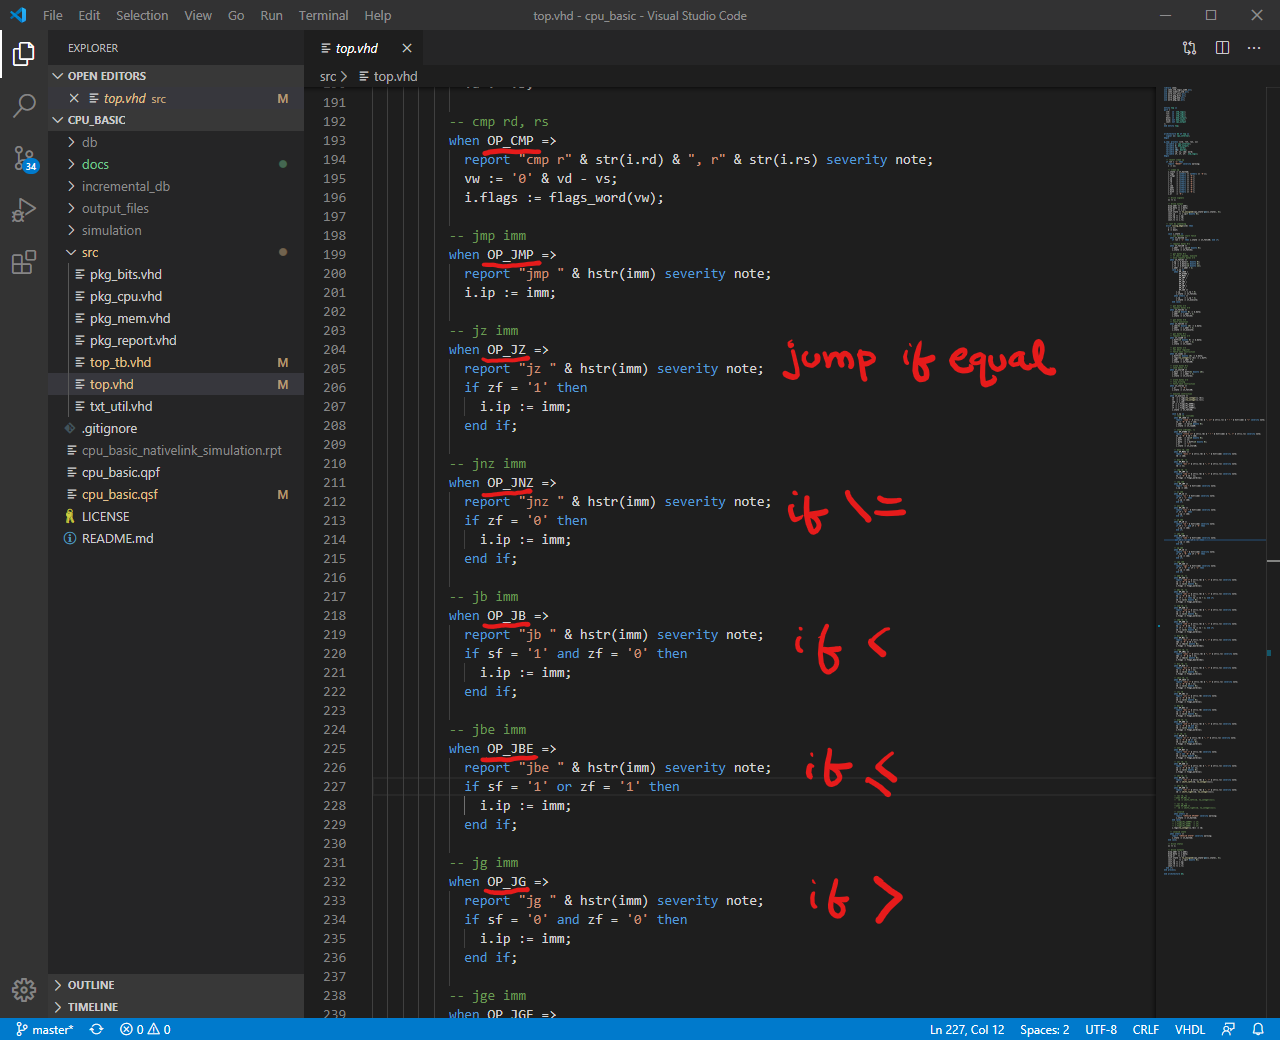 File Edit Selection View Go Run Terminal Help top.vhd - cpu_basic - Visual Studio Code
EXPLORER
OPEN EDITORS
top.vhd src M
CPU_BASIC
db
docs
incremental_db
output_files
simulation
src
pkg_bits.vhd
pkg_cpu.vhd
pkg_mem.vhd
pkg_report.vhd
top_tb.vhd M
top.vhd M
txt_util.vhd
.gitignore
cpu_basic_nativelink_simulation.rpt
cpu_basic.qpf
cpu_basic.qsf M
LICENSE
README.md
OUTLINE
TIMELINE
34
top.vhd
src > top.vhd
191
192 -- cmp rd, rs
193 when OP_CMP =>
194 report "cmp r" & str(i.rd) & ", r" & str(i.rs) severity note;
195 vw := '0' & vd - vs;
196 i.flags := flags_word(vw);
197
198 -- jmp imm
199 when OP_JMP =>
200 report "jmp " & hstr(imm) severity note;
201 i.ip := imm;
202
203 -- jz imm
204 when OP_JZ =>
205 report "jz " & hstr(imm) severity note; jump if equal
206 if zf = '1' then
207 i.ip := imm;
208 end if;
209
210 -- jnz imm
211 when OP_JNZ =>
212 report "jnz " & hstr(imm) severity note; if \=
213 if zf = '0' then
214 i.ip := imm;
215 end if;
216
217 -- jb imm
218 when OP_JB =>
219 report "jb " & hstr(imm) severity note; if <
220 if sf = '1' and zf = '0' then
221 i.ip := imm;
222 end if;
223
224 -- jbe imm
225 when OP_JBE =>
226 report "jbe " & hstr(imm) severity note; if ≤
227 if sf = '1' or zf = '1' then
228 i.ip := imm;
229 end if;
230
231 -- jg imm
232 when OP_JG =>
233 report "jg " & hstr(imm) severity note; if >
234 if sf = '0' and zf = '0' then
235 i.ip := imm;
236 end if;
237
238 -- jge imm
239 when OP_JGE =>
master* 0 0 Ln 227, Col 12 Spaces: 2 UTF-8 CRLF VHDL